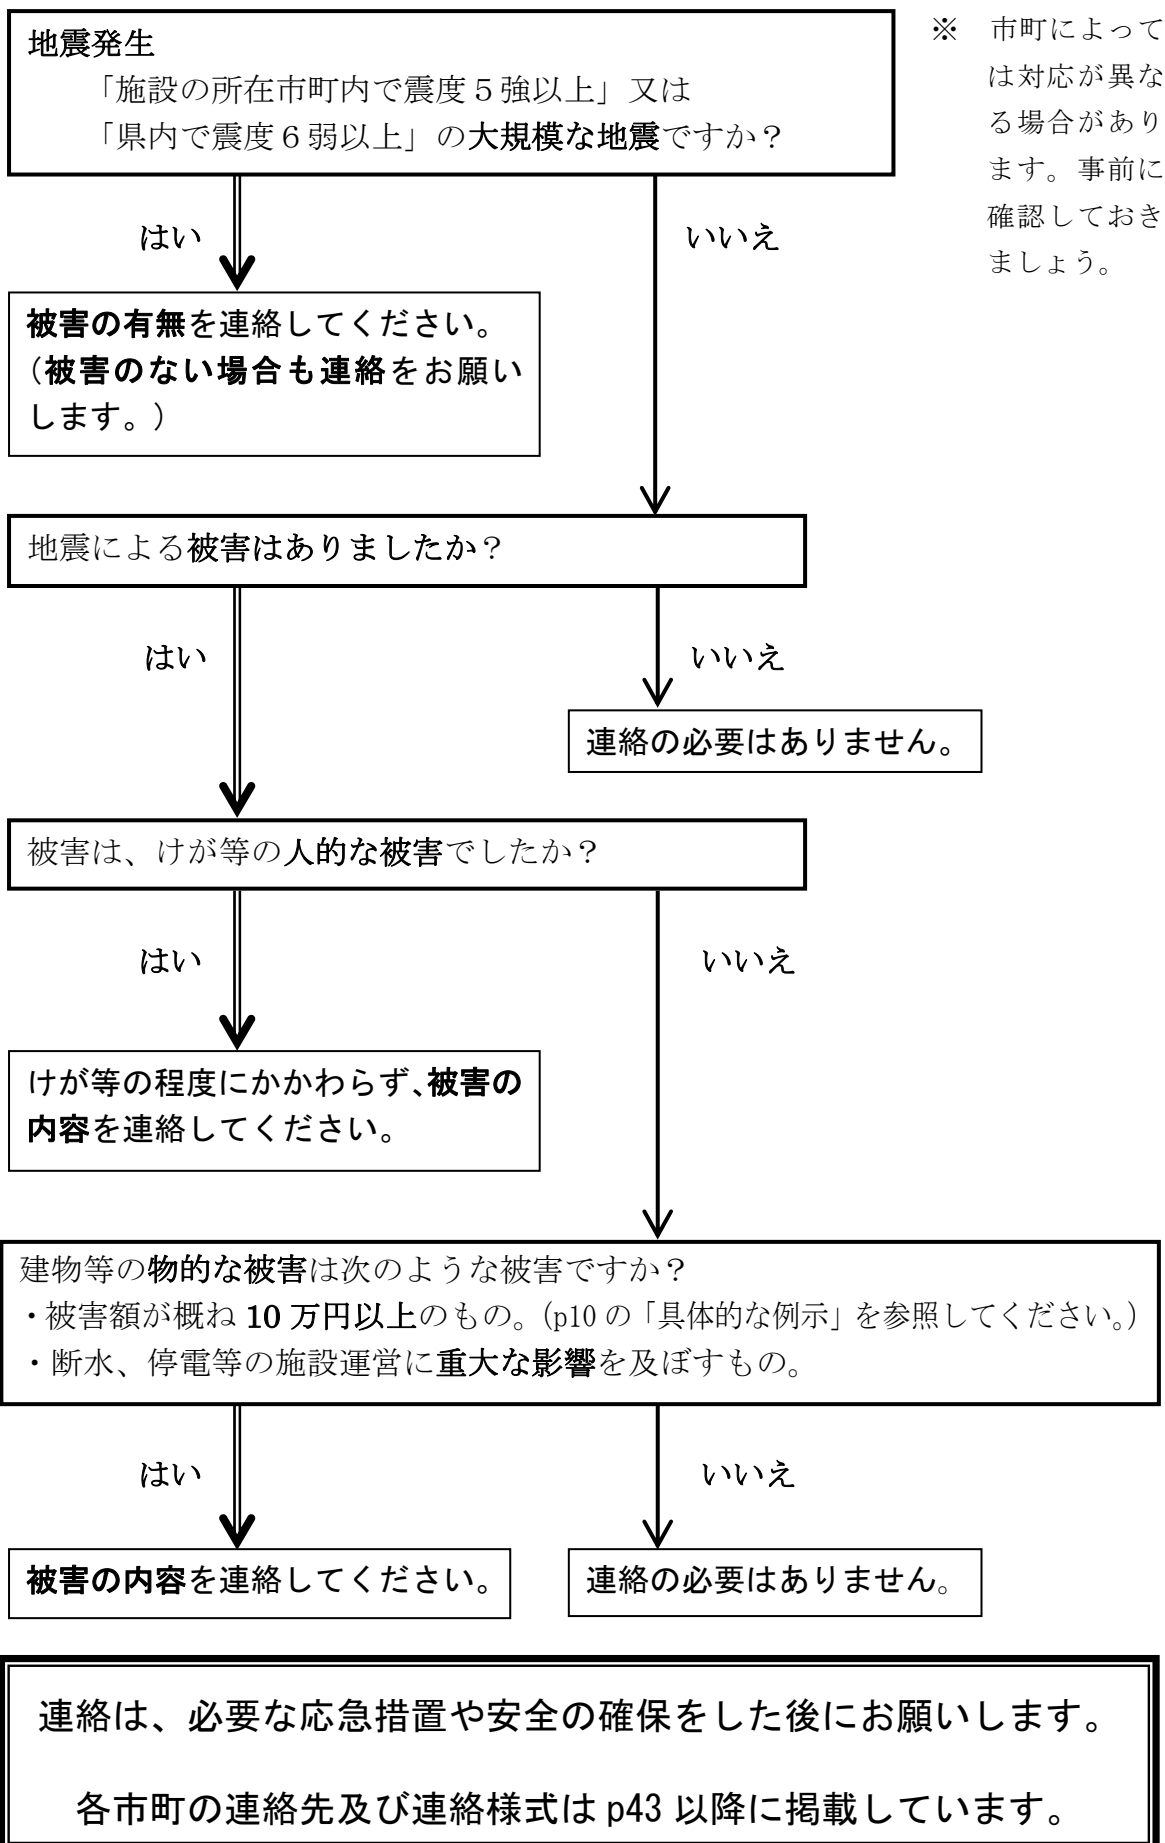 地震発生
「施設の所在市町内で震度５強以上」又は
「県内で震度６弱以上」の大規模な地震ですか？
※　市町によって
は対応が異な
る場合があり
ます。事前に
確認しておき
ましょう。
はい
いいえ
被害の有無を連絡してください。
（被害のない場合も連絡をお願い
します。）
地震による被害はありましたか？
はい
いいえ
連絡の必要はありません。
被害は、けが等の人的な被害でしたか？
はい
いいえ
けが等の程度にかかわらず、被害の
内容を連絡してください。
建物等の物的な被害は次のような被害ですか？
・被害額が概ね 10 万円以上のもの。（p10 の「具体的な例示」を参照してください。）
・断水、停電等の施設運営に重大な影響を及ぼすもの。
はい
いいえ
被害の内容を連絡してください。
連絡の必要はありません。
連絡は、必要な応急措置や安全の確保をした後にお願いします。
各市町の連絡先及び連絡様式は p43 以降に掲載しています。